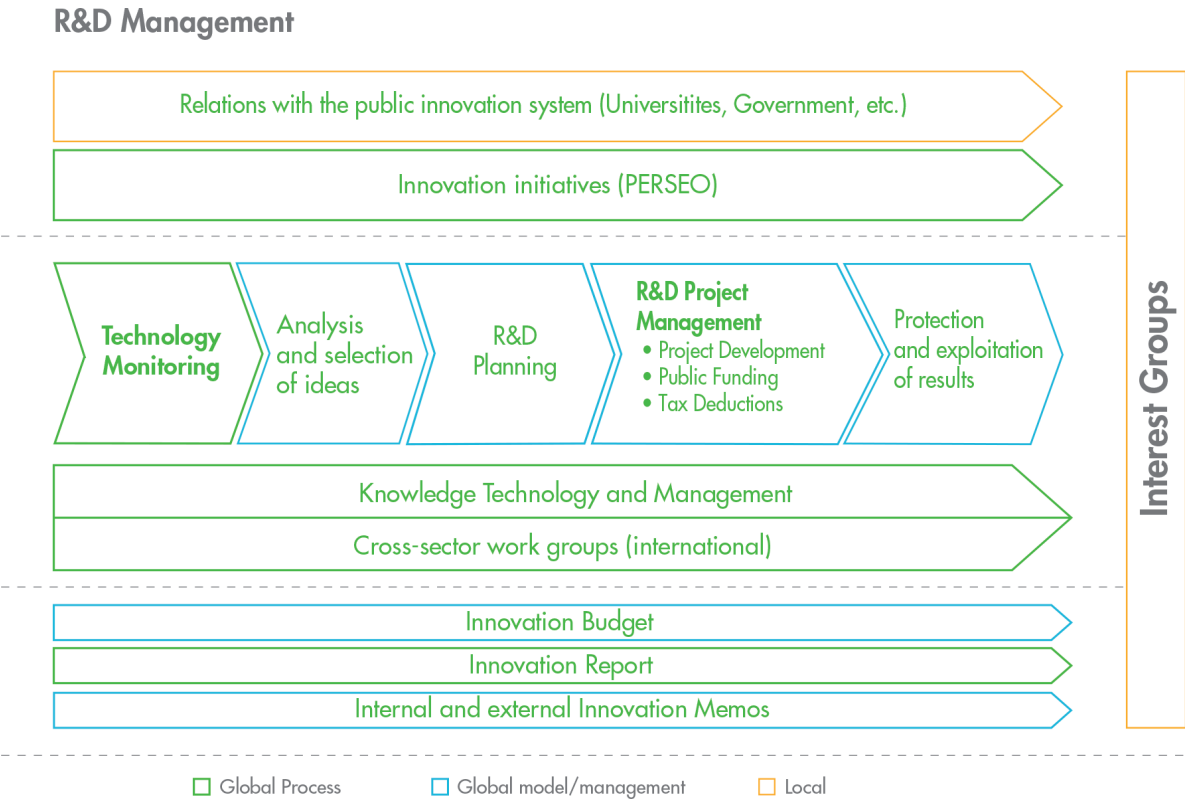 R&D Management
Relations with the public innovation system (Universitites, Government, etc.)
Innovation initiatives (PERSEO)
Technology
Monitoring
Analysis
and selection
of ideas
R&D
Planning
R&D Project
Management
• Project Development
• Public Funding
• Tax Deductions
Protection
and exploitation
of results
Knowledge Technology and Management
Cross-sector work groups (international)
Innovation Budget
Innovation Report
Internal and external Innovation Memos
Interest Groups
Global Process
Global model/management
Local